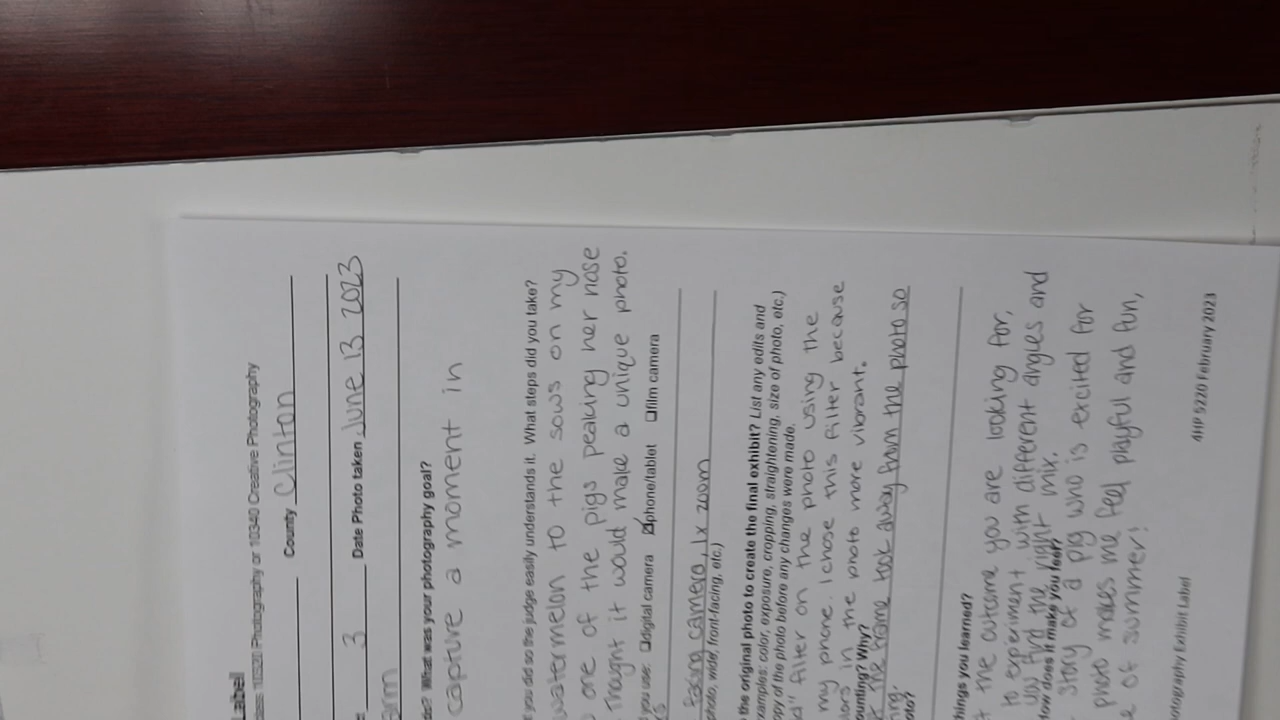 Label
10320 Photography or 10340 Creative Photography
County Clinton
3 Date Photo taken June 13 2023
What was your photography goal?
capture a moment in
you did so the judge easily understands it. What steps did you take?
watermelon to the sows on my
one of the pigs peaking her nose
thought it would make a unique photo.
you use: ☐digital camera ☑phone/tablet ☐film camera
facing camera, 1x zoom
photo, wide, front-facing, etc.)
the original photo to create the final exhibit? List any edits and
examples: color, exposure, cropping, straightening, size of photo, etc.)
copy of the photo before any changes were made.
filter on the photo using the
my phone. I chose this filter because
colors in the photo more vibrant.
Why?
the frame took away from the photo so
things you learned?
the outcome you are looking for,
to experiment with different angles and
you find the right mix.
How does it make you feel?
story of a pig who is excited for
photo makes me feel playful and fun,
of summer!
Photography Exhibit Label 4HP 5220 February 2023